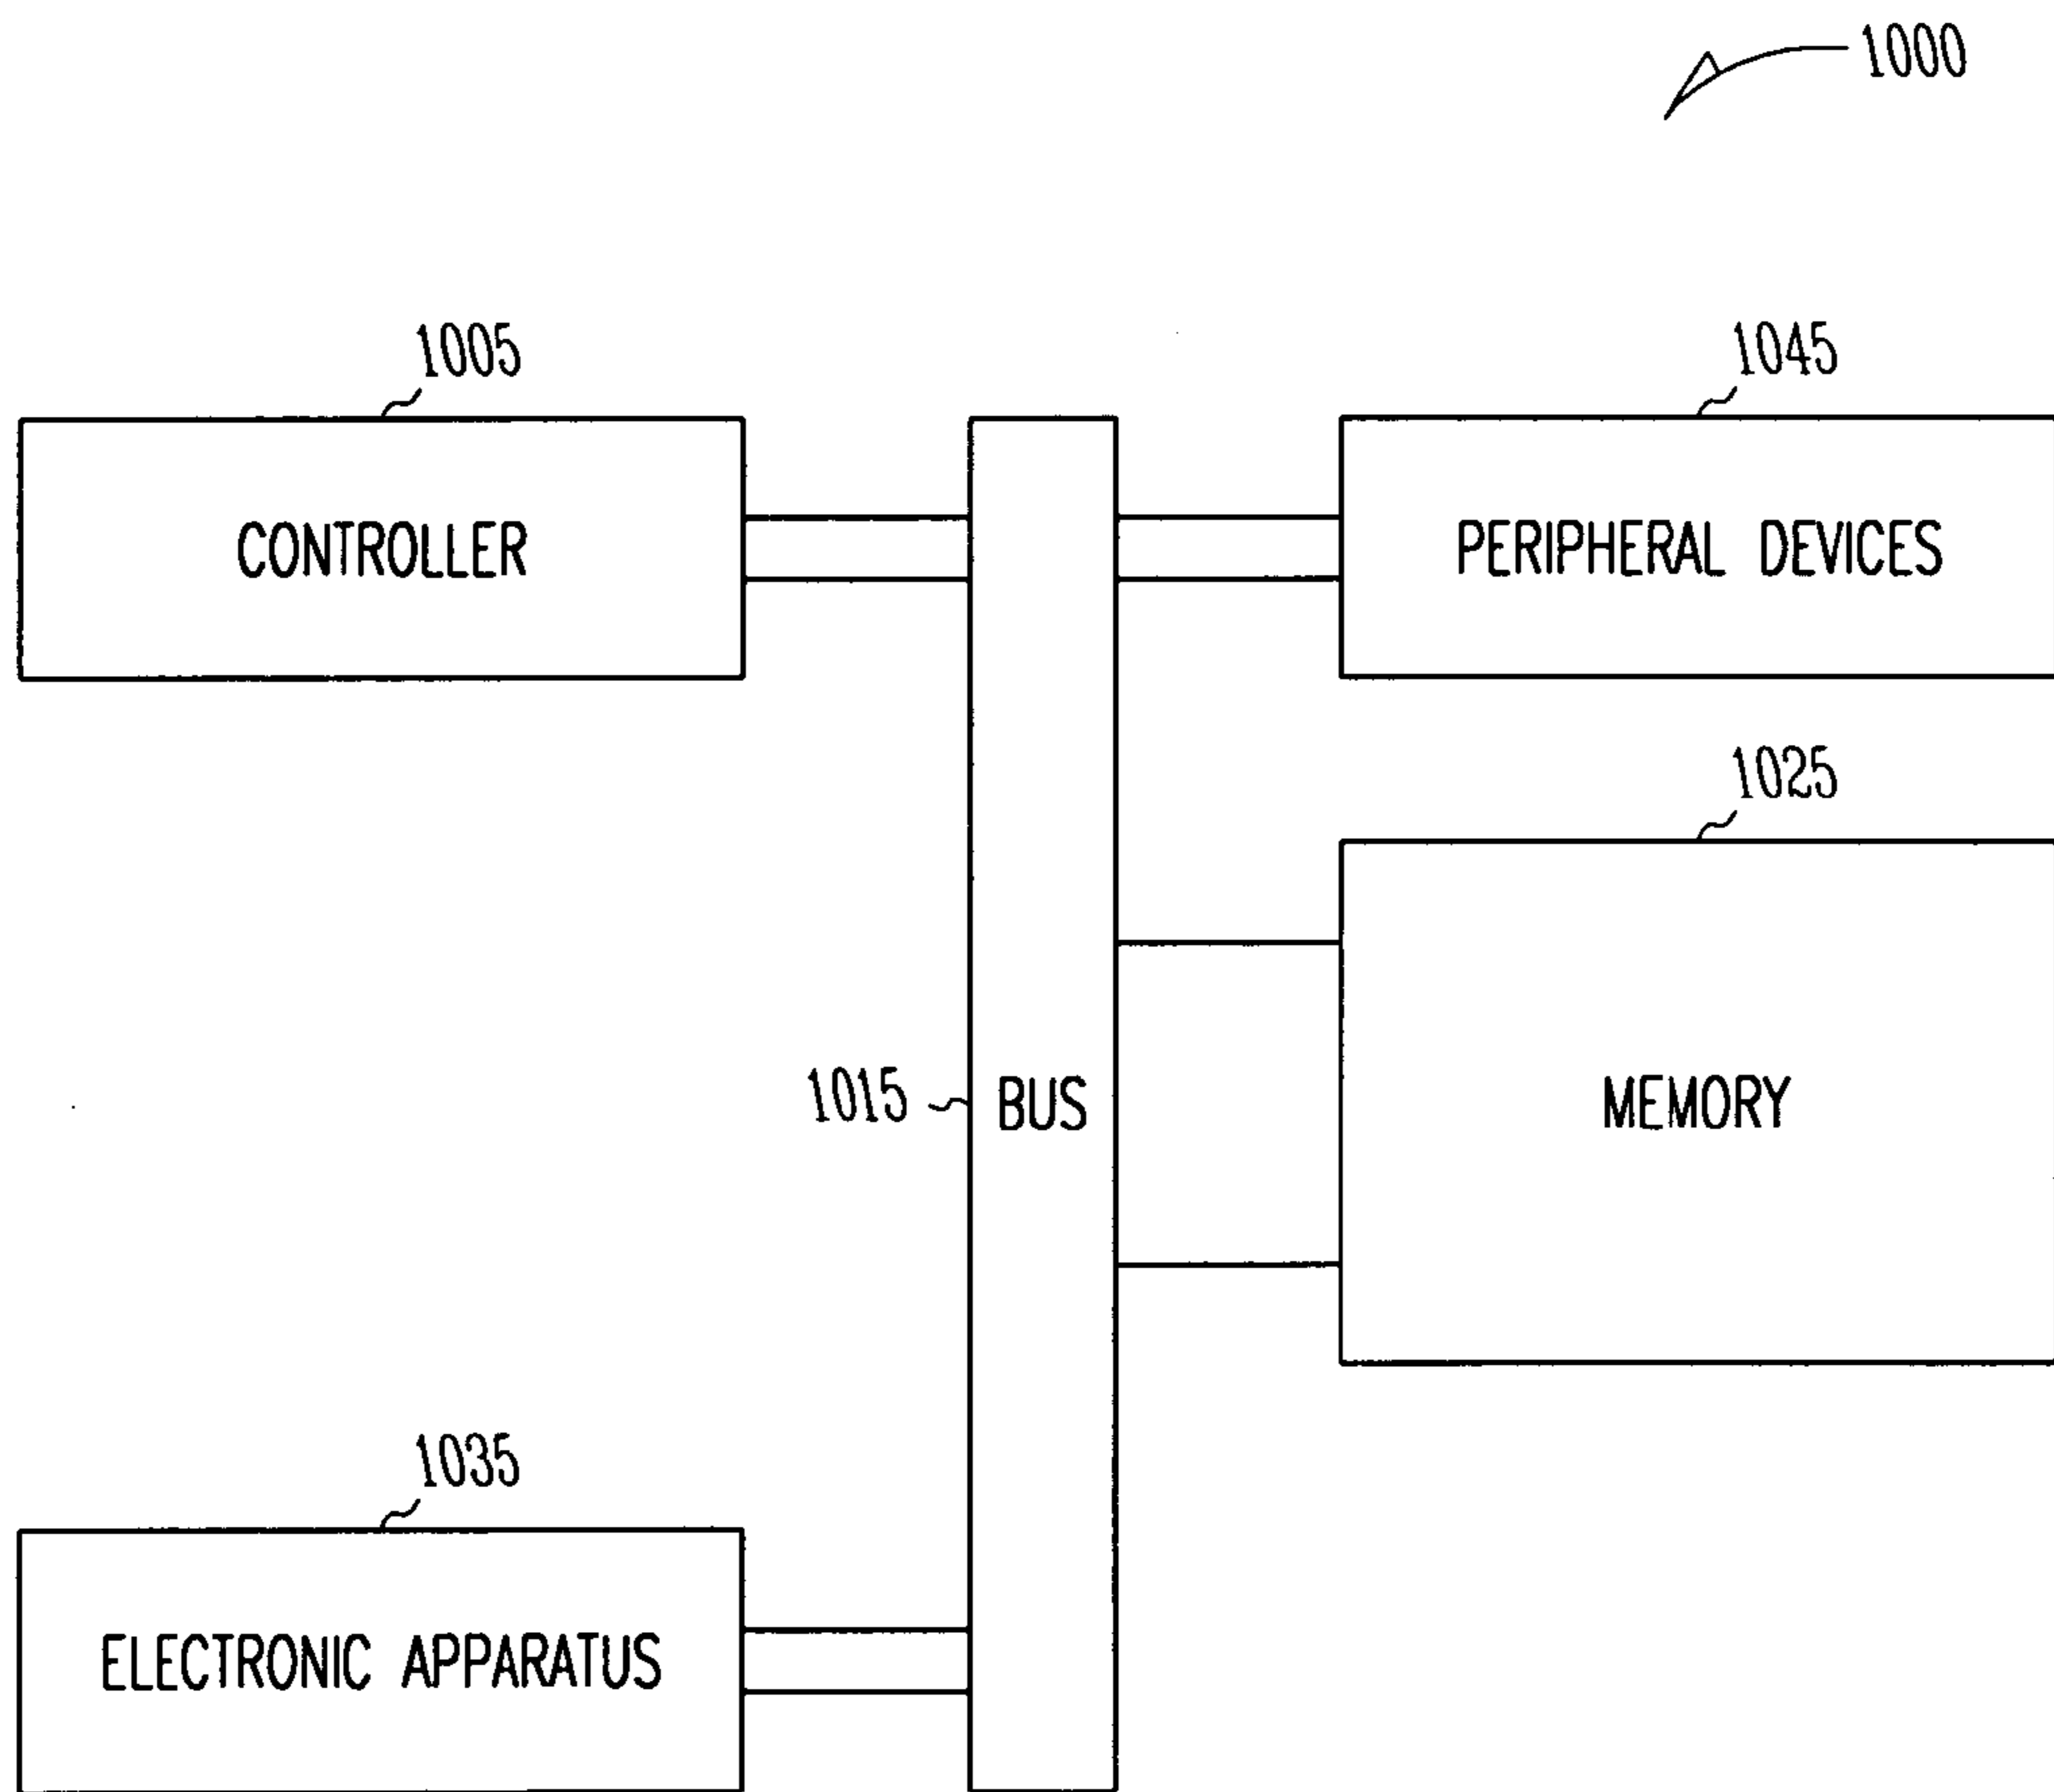 1000
1005
1045
CONTROLLER
PERIPHERAL DEVICES
1025
1015
BUS
MEMORY
1035
ELECTRONIC APPARATUS